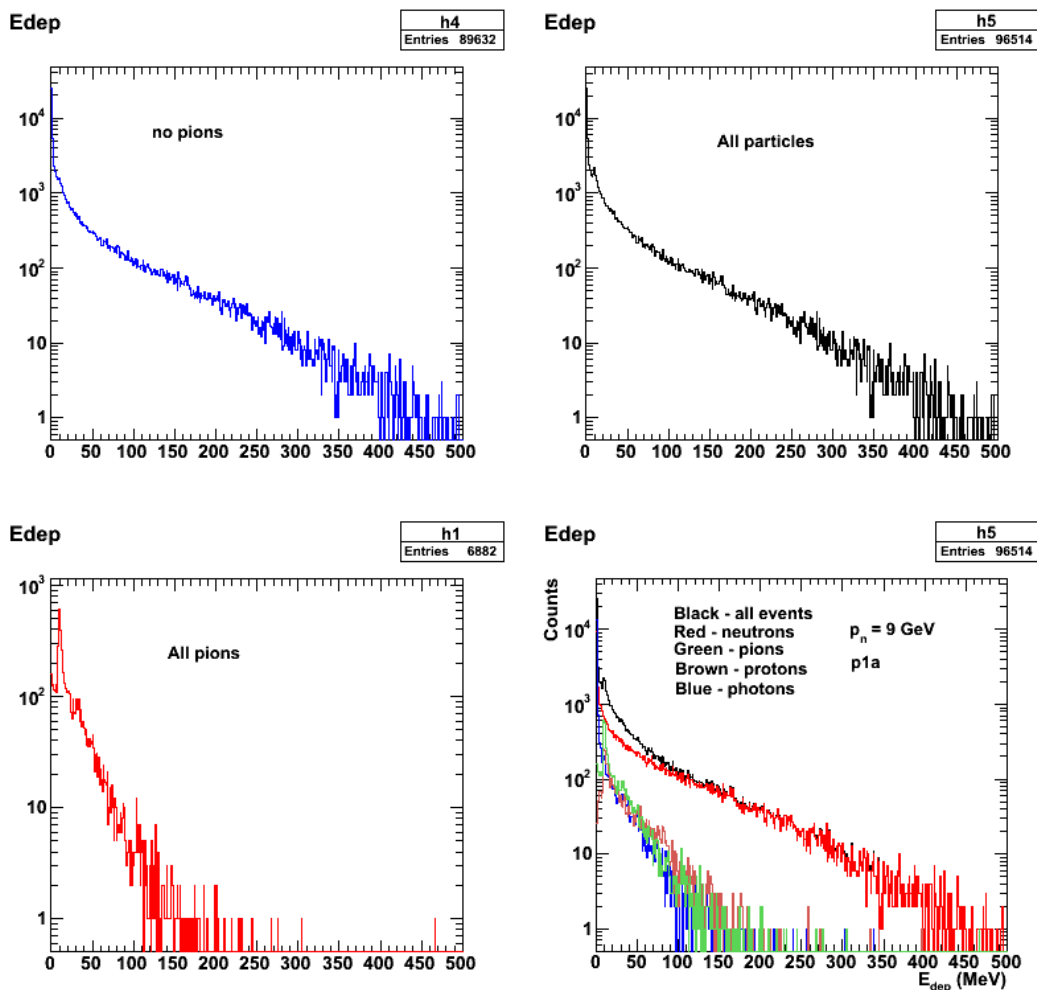 Edep
h4
Entries 89632
10⁴
10³
10²
10
1
no pions
0 50 100 150 200 250 300 350 400 450 500
Edep
h5
Entries 96514
10⁴
10³
10²
10
1
All particles
0 50 100 150 200 250 300 350 400 450 500
Edep
h1
Entries 6882
10³
10²
10
1
All pions
0 50 100 150 200 250 300 350 400 450 500
Edep
h5
Entries 96514
Counts
10⁴
10³
10²
10
1
Black - all events
Red - neutrons
Green - pions
Brown - protons
Blue - photons
p_n = 9 GeV
p1a
0 50 100 150 200 250 300 350 400 450 500
E_dep (MeV)